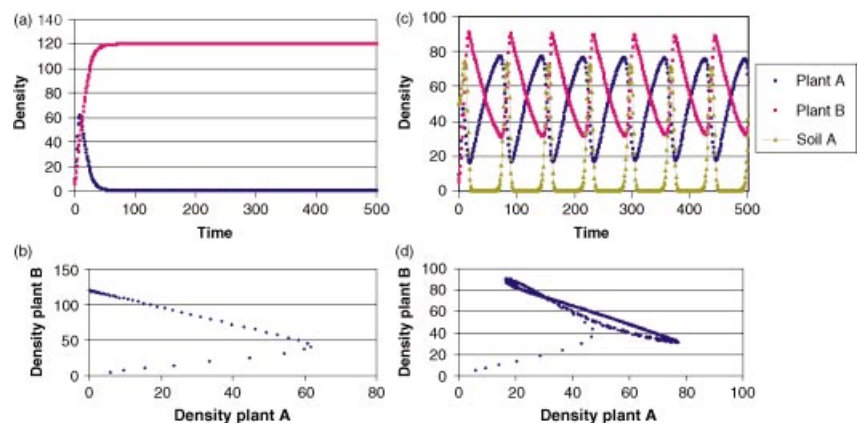 (a)
140
120
100
80
60
40
20
0
Density
0 100 200 300 400 500
Time
(c)
100
80
60
40
20
0
Density
0 100 200 300 400 500
Time
Plant A
Plant B
Soil A
(b)
150
100
50
0
Density plant B
0 20 40 60 80
Density plant A
(d)
100
80
60
40
20
0
Density plant B
0 20 40 60 80 100
Density plant A